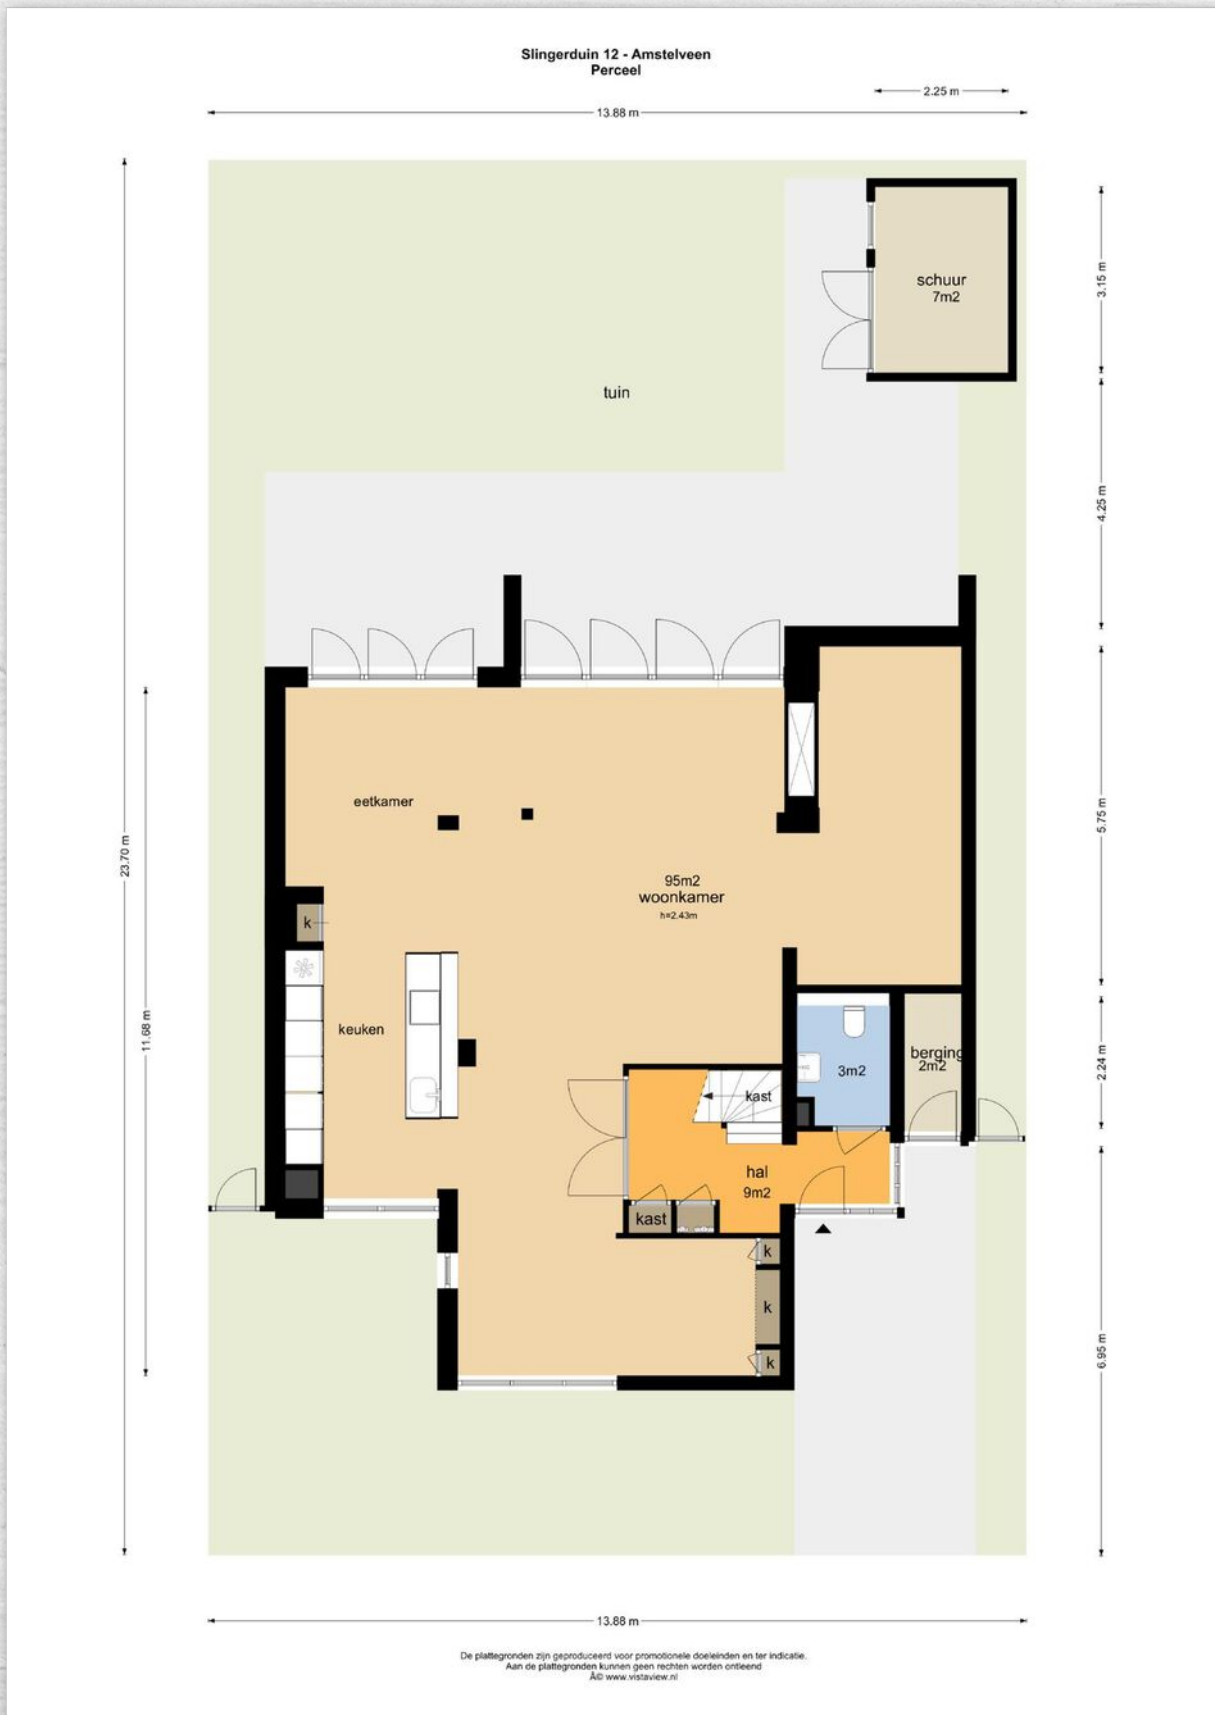 Slingerduin 12 - Amstelveen
Perceel
2.25 m
13.88 m
schuur
7m2
3.15 m
tuin
4.25 m
eetkamer
5.75 m
23.70 m
95m2
woonkamer
h=2.43m
k
keuken
11.68 m
berging
2m2
3m2
2.24 m
kast
hal
9m2
kast
k
k
k
6.95 m
13.88 m
De plattegronden zijn geproduceerd voor promotionele doeleinden en ter indicatie.
Aan de plattegronden kunnen geen rechten worden ontleend
Â© www.vistaview.nl